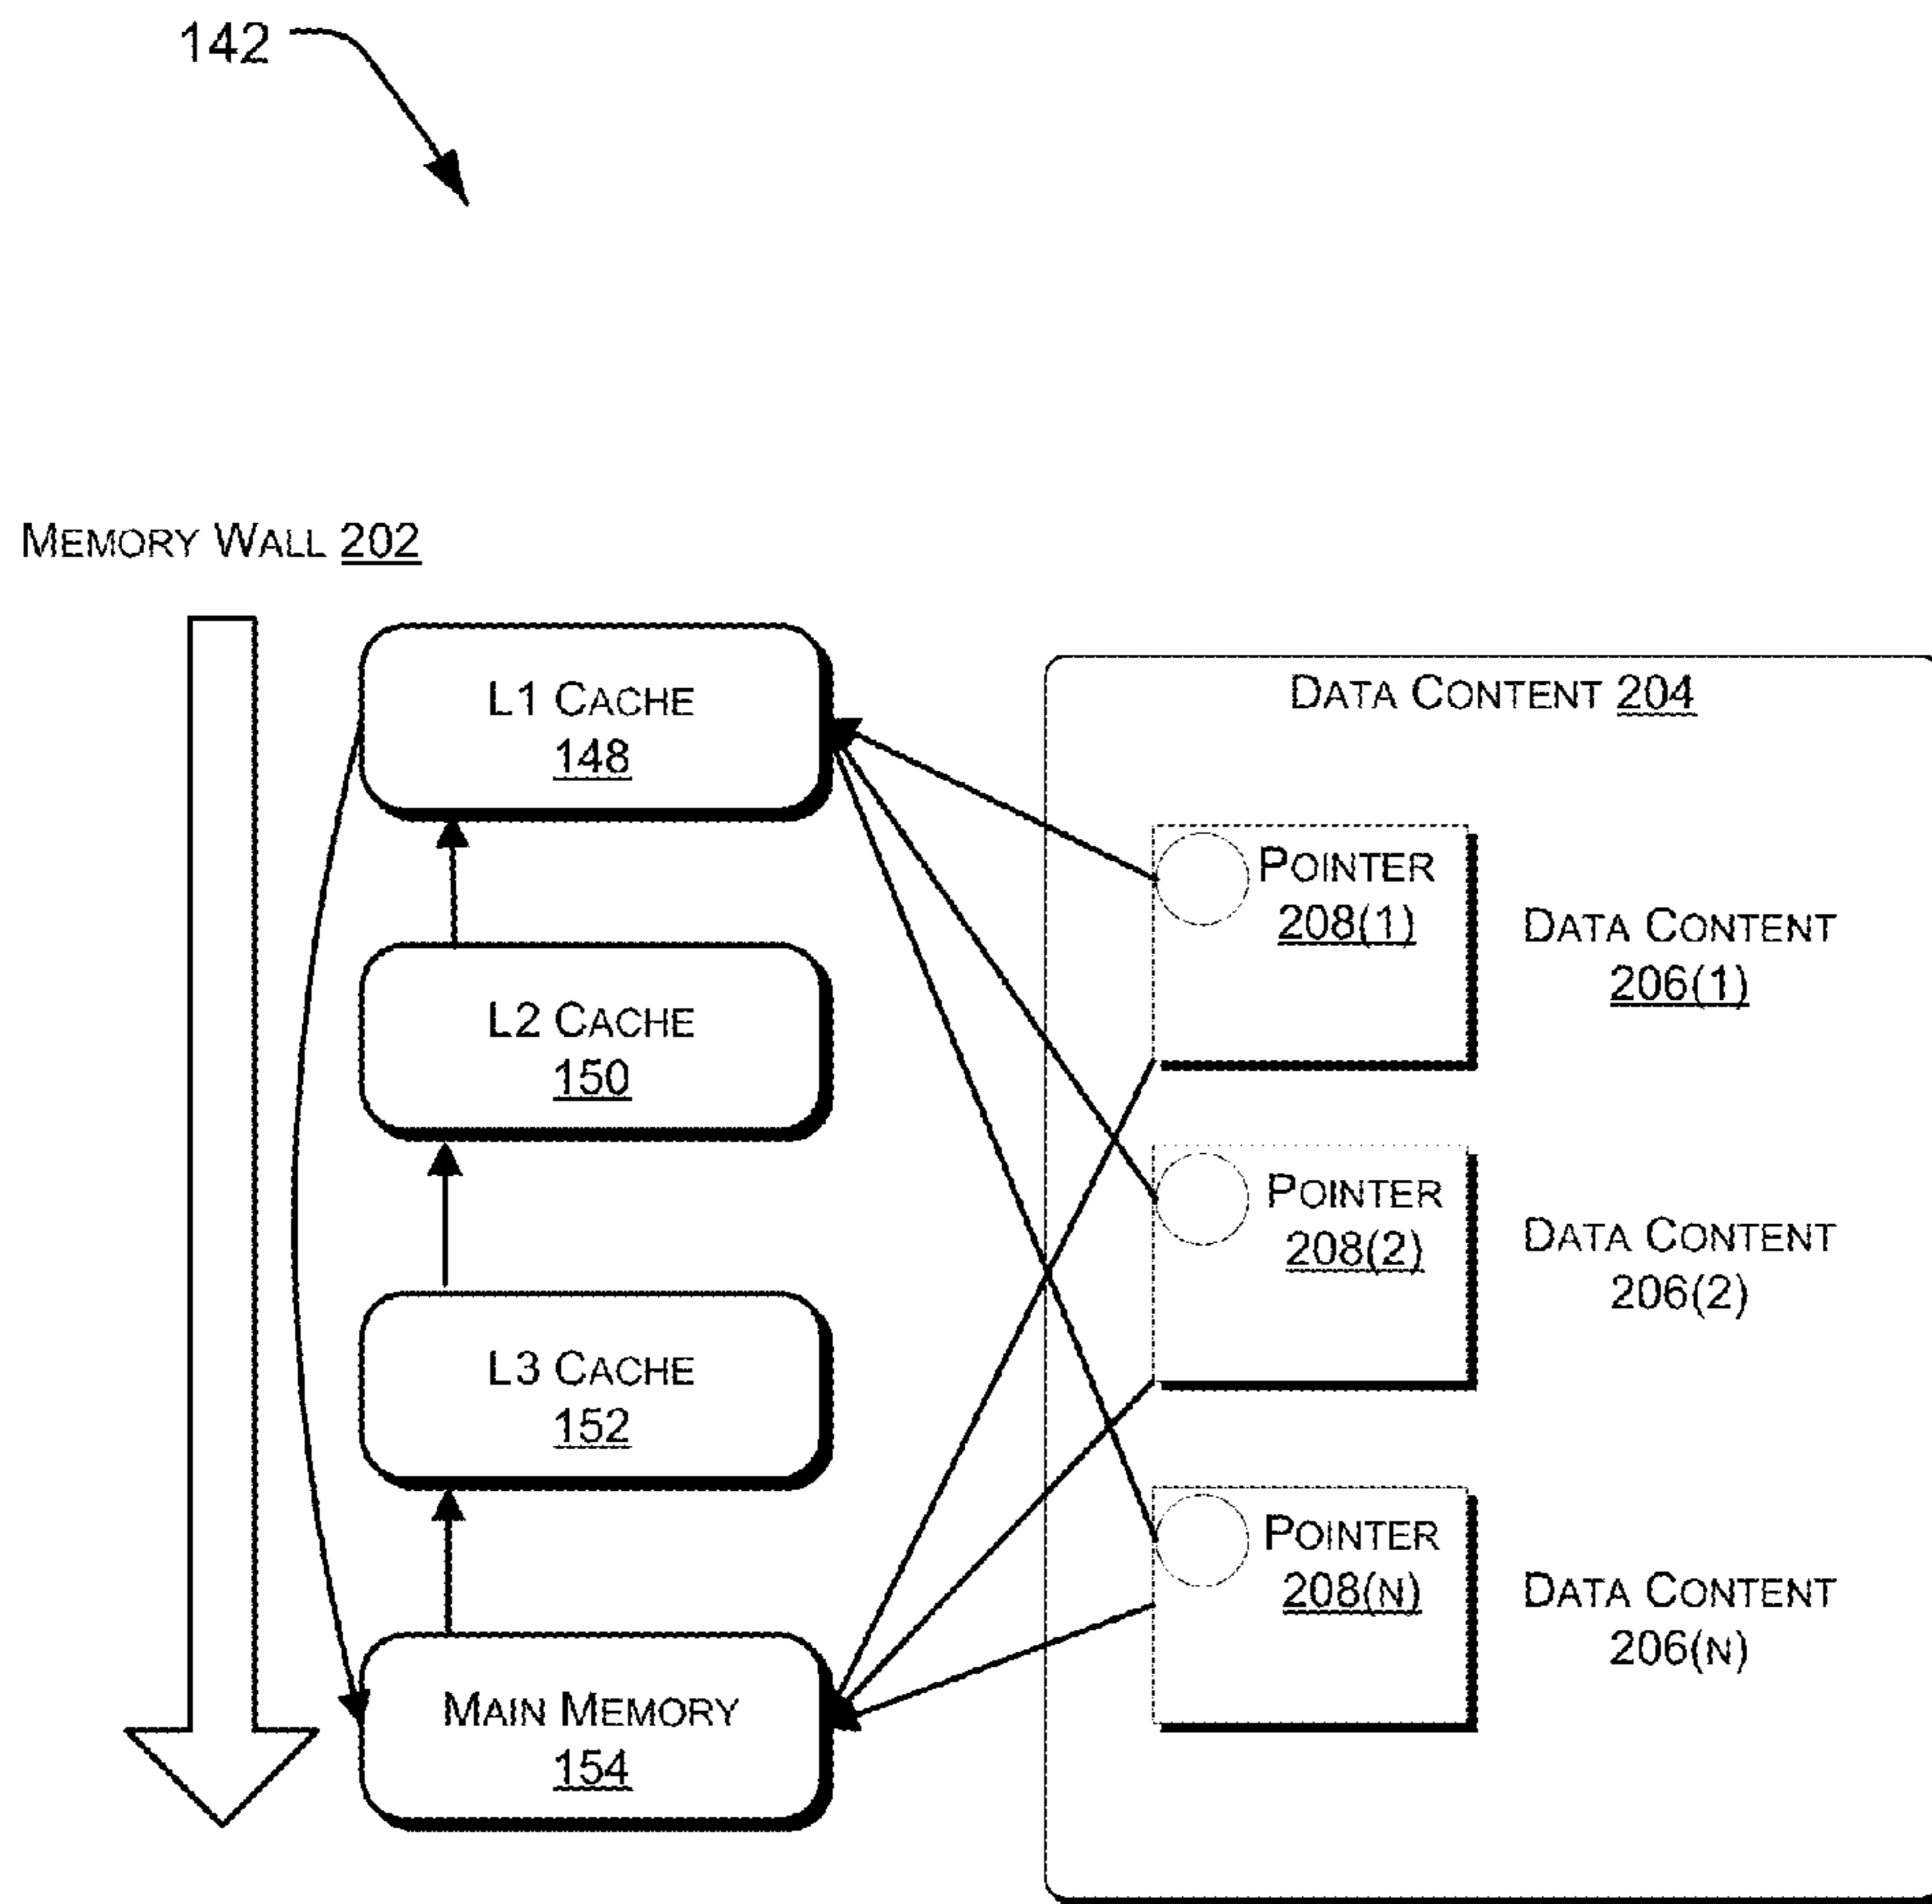 142
MEMORY WALL 202
L1 CACHE
148
L2 CACHE
150
L3 CACHE
152
MAIN MEMORY
154
DATA CONTENT 204
POINTER
208(1)
DATA CONTENT
206(1)
POINTER
208(2)
DATA CONTENT
206(2)
POINTER
208(N)
DATA CONTENT
206(N)